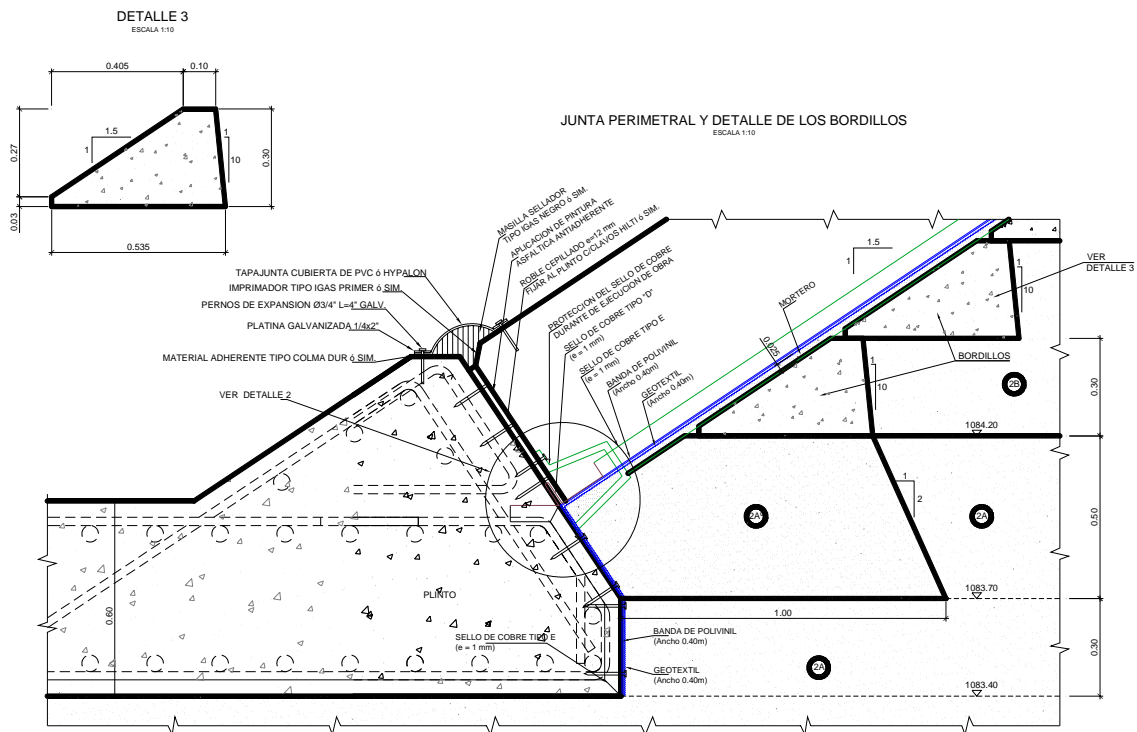 DETALLE 3
ESCALA 1:10
0.405
0.10
1.5
1
1
10
0.27
0.03
0.30
0.535
JUNTA PERIMETRAL Y DETALLE DE LOS BORDILLOS
ESCALA 1:10
MASILLA SELLADOR
TIPO IGAS NEGRO ó SIM.
APLICACION DE PINTURA
ASFALTICA ANTIADHERENTE
ROBLE CEPILLADO e=12 mm
FIJAR AL PLINTO C/CLAVOS HILTI ó SIM.
PROTECCION DEL SELLO DE COBRE
DURANTE DE EJECUCION DE OBRA
SELLO DE COBRE TIPO "D"
(e = 1 mm)
SELLO DE COBRE TIPO E
(e = 1 mm)
BANDA DE POLIVINIL
(Ancho 0.40m)
GEOTEXTIL
(Ancho 0.40m)
TAPAJUNTA CUBIERTA DE PVC ó HYPALON
IMPRIMADOR TIPO IGAS PRIMER ó SIM.
PERNOS DE EXPANSION Ø3/4" L=4" GALV.
PLATINA GALVANIZADA 1/4x2"
MATERIAL ADHERENTE TIPO COLMA DUR ó SIM.
VER DETALLE 2
1.5
1
MORTERO
0.025
1
10
VER
DETALLE 3
BORDILLOS
1
10
2B
0.30
1084.20
1
2
2A
2A
0.50
1083.70
1.00
PLINTO
0.60
SELLO DE COBRE TIPO E
(e = 1 mm)
BANDA DE POLIVINIL
(Ancho 0.40m)
GEOTEXTIL
(Ancho 0.40m)
2A
0.30
1083.40